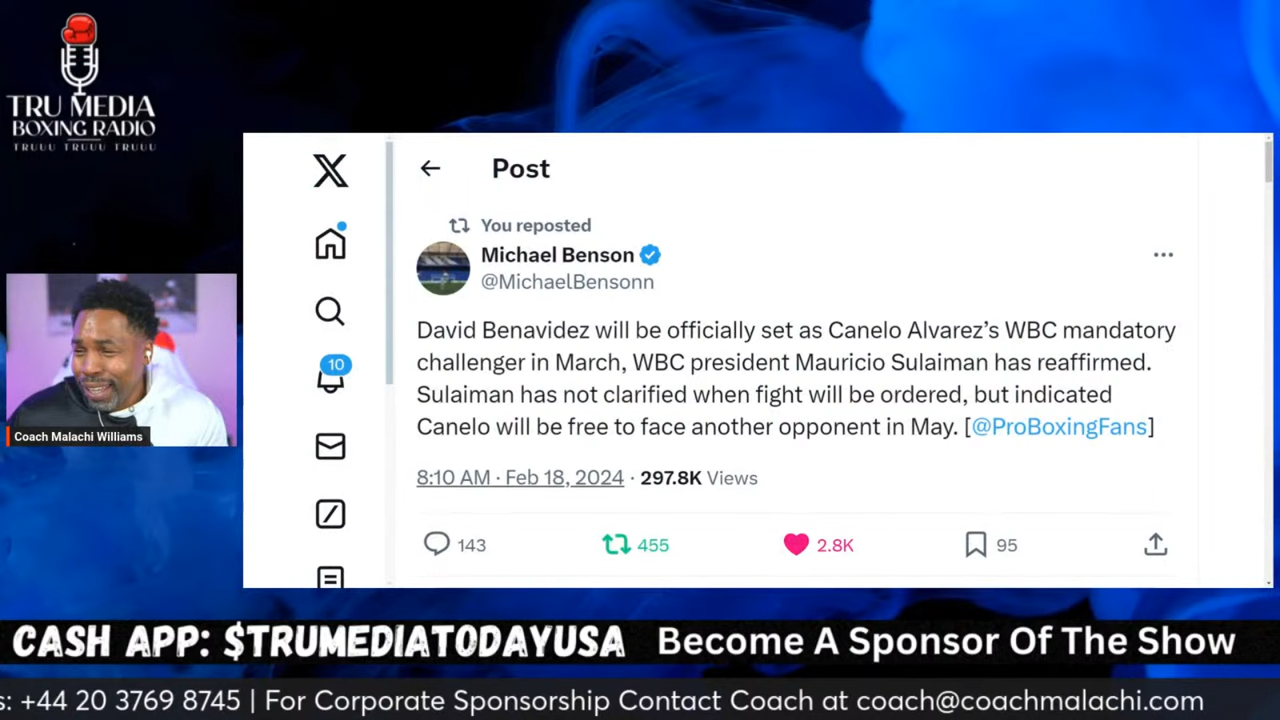 TRU MEDIA
BOXING RADIO
TRUUU TRUUU TRUUU
Post
You reposted
Michael Benson
@MichaelBensonn
David Benavidez will be officially set as Canelo Alvarez’s WBC mandatory
challenger in March, WBC president Mauricio Sulaiman has reaffirmed.
Sulaiman has not clarified when fight will be ordered, but indicated
Canelo will be free to face another opponent in May. [@ProBoxingFans]
8:10 AM · Feb 18, 2024 · 297.8K Views
143 455 2.8K 95
10
Coach Malachi Williams
CASH APP: $TRUMEDIATODAYUSA Become A Sponsor Of The Show
s: +44 20 3769 8745 | For Corporate Sponsorship Contact Coach at coach@coachmalachi.com